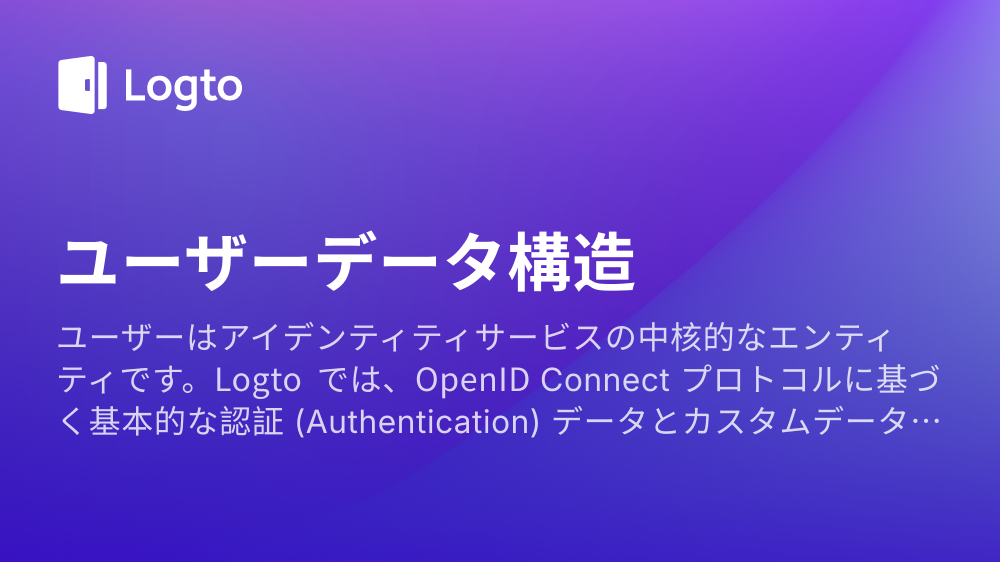 Logto
ユーザーデータ構造
ユーザーはアイデンティティサービスの中核的なエンティ
ティです。Logto では、OpenID Connect プロトコルに基づ
く基本的な認証 (Authentication) データとカスタムデータ…